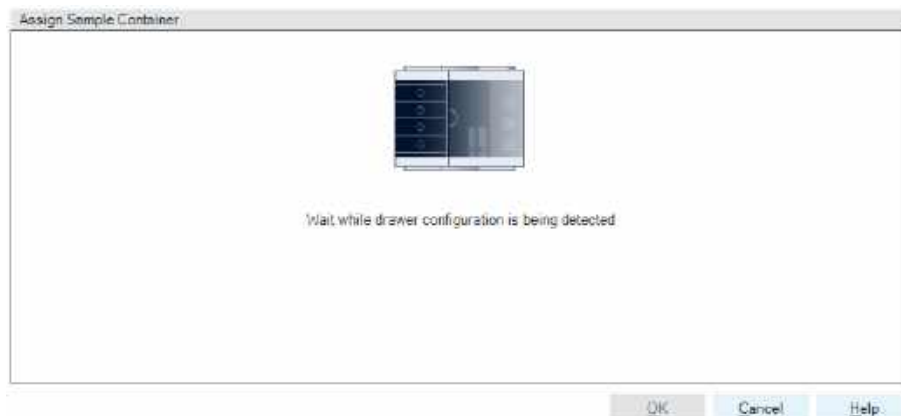 Assign Sample Container
Wait while drawer configuration is being detected
OK Cancel Help